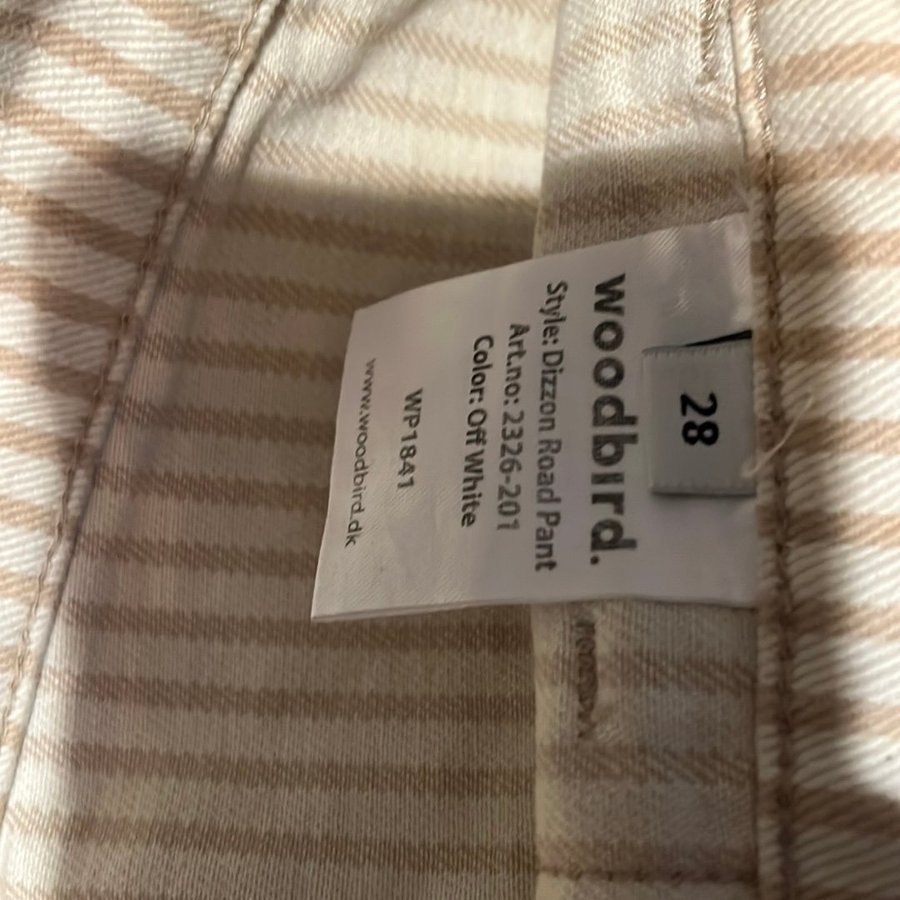 28
woodbird.
Style: Dizzon Road Pant
Art.no: 2326-201
Color: Off White
WP1841
www.woodbird.dk